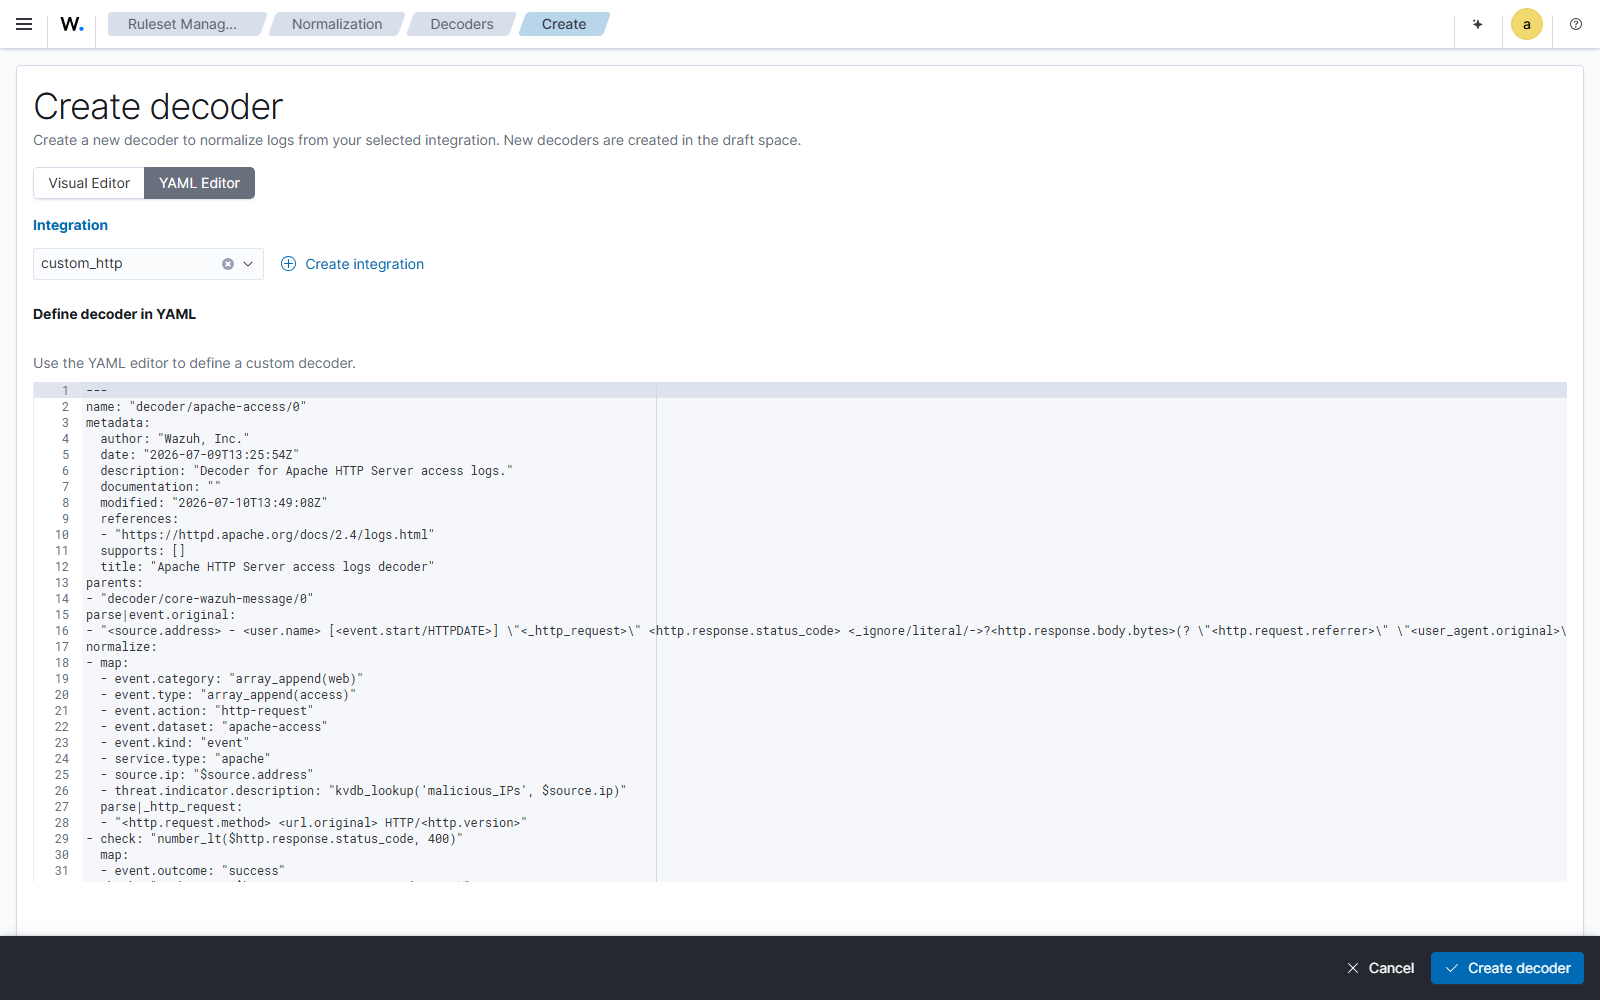 W.
Ruleset Manag...
Normalization
Decoders
Create
a
Create decoder
Create a new decoder to normalize logs from your selected integration. New decoders are created in the draft space.
Visual Editor
YAML Editor
Integration
custom_http
Create integration
Define decoder in YAML
Use the YAML editor to define a custom decoder.
1 ---
2 name: "decoder/apache-access/0"
3 metadata:
4   author: "Wazuh, Inc."
5   date: "2026-07-09T13:25:54Z"
6   description: "Decoder for Apache HTTP Server access logs."
7   documentation: ""
8   modified: "2026-07-10T13:49:08Z"
9   references:
10   - "https://httpd.apache.org/docs/2.4/logs.html"
11   supports: []
12   title: "Apache HTTP Server access logs decoder"
13 parents:
14 - "decoder/core-wazuh-message/0"
15 parse|event.original:
16 - "<source.address> - <user.name> [<event.start/HTTPDATE>] \"<_http_request>\" <http.response.status_code> <_ignore/literal/->?<http.response.body.bytes>(? \"<http.request.referrer>\" \"<user_agent.original>\
17 normalize:
18 - map:
19   - event.category: "array_append(web)"
20   - event.type: "array_append(access)"
21   - event.action: "http-request"
22   - event.dataset: "apache-access"
23   - event.kind: "event"
24   - service.type: "apache"
25   - source.ip: "$source.address"
26   - threat.indicator.description: "kvdb_lookup('malicious_IPs', $source.ip)"
27   parse|_http_request:
28   - "<http.request.method> <url.original> HTTP/<http.version>"
29 - check: "number_lt($http.response.status_code, 400)"
30   map:
31   - event.outcome: "success"
Cancel
Create decoder